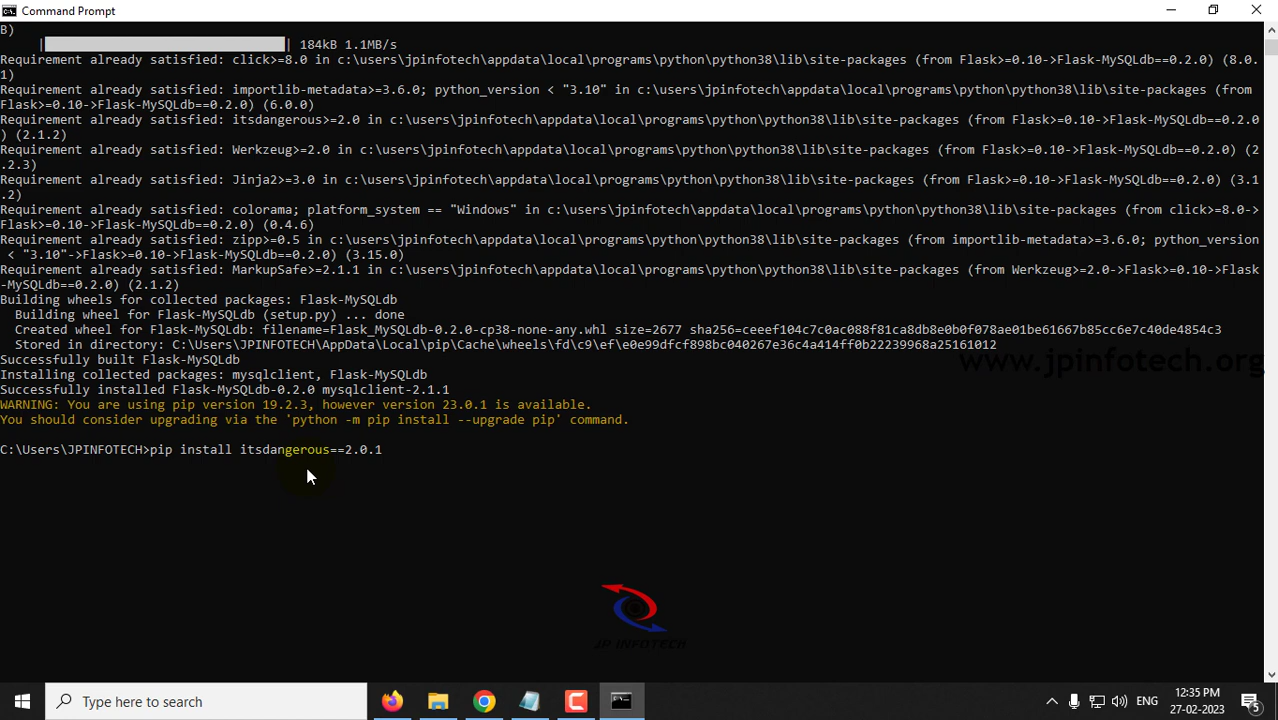 Command Prompt
B)
|████████████████████████████████| 184kB 1.1MB/s
Requirement already satisfied: click>=8.0 in c:\users\jpinfotech\appdata\local\programs\python\python38\lib\site-packages (from Flask>=0.10->Flask-MySQLdb==0.2.0) (8.0.
1)
Requirement already satisfied: importlib-metadata>=3.6.0; python_version < "3.10" in c:\users\jpinfotech\appdata\local\programs\python\python38\lib\site-packages (from
Flask>=0.10->Flask-MySQLdb==0.2.0) (6.0.0)
Requirement already satisfied: itsdangerous>=2.0 in c:\users\jpinfotech\appdata\local\programs\python\python38\lib\site-packages (from Flask>=0.10->Flask-MySQLdb==0.2.0
) (2.1.2)
Requirement already satisfied: Werkzeug>=2.0 in c:\users\jpinfotech\appdata\local\programs\python\python38\lib\site-packages (from Flask>=0.10->Flask-MySQLdb==0.2.0) (2
.2.3)
Requirement already satisfied: Jinja2>=3.0 in c:\users\jpinfotech\appdata\local\programs\python\python38\lib\site-packages (from Flask>=0.10->Flask-MySQLdb==0.2.0) (3.1
.2)
Requirement already satisfied: colorama; platform_system == "Windows" in c:\users\jpinfotech\appdata\local\programs\python\python38\lib\site-packages (from click>=8.0->
Flask>=0.10->Flask-MySQLdb==0.2.0) (0.4.6)
Requirement already satisfied: zipp>=0.5 in c:\users\jpinfotech\appdata\local\programs\python\python38\lib\site-packages (from importlib-metadata>=3.6.0; python_version
< "3.10"->Flask>=0.10->Flask-MySQLdb==0.2.0) (3.15.0)
Requirement already satisfied: MarkupSafe>=2.1.1 in c:\users\jpinfotech\appdata\local\programs\python\python38\lib\site-packages (from Werkzeug>=2.0->Flask>=0.10->Flask
-MySQLdb==0.2.0) (2.1.2)
Building wheels for collected packages: Flask-MySQLdb
Building wheel for Flask-MySQLdb (setup.py) ... done
Created wheel for Flask-MySQLdb: filename=Flask_MySQLdb-0.2.0-cp38-none-any.whl size=2677 sha256=ceeef104c7c0ac088f81ca8db8e0b0f078ae01be61667b85cc6e7c40de4854c3
Stored in directory: C:\Users\JPINFOTECH\AppData\Local\pip\Cache\wheels\fd\c9\ef\e0e99dfcf898bc040267e36c4a414ff0b22239968a25161012
Successfully built Flask-MySQLdb
www.jpinfotech.org
Installing collected packages: mysqlclient, Flask-MySQLdb
Successfully installed Flask-MySQLdb-0.2.0 mysqlclient-2.1.1
WARNING: You are using pip version 19.2.3, however version 23.0.1 is available.
You should consider upgrading via the 'python -m pip install --upgrade pip' command.
C:\Users\JPINFOTECH>pip install itsdangerous==2.0.1
JP INFOTECH
Type here to search
ENG
12:35 PM
27-02-2023
5